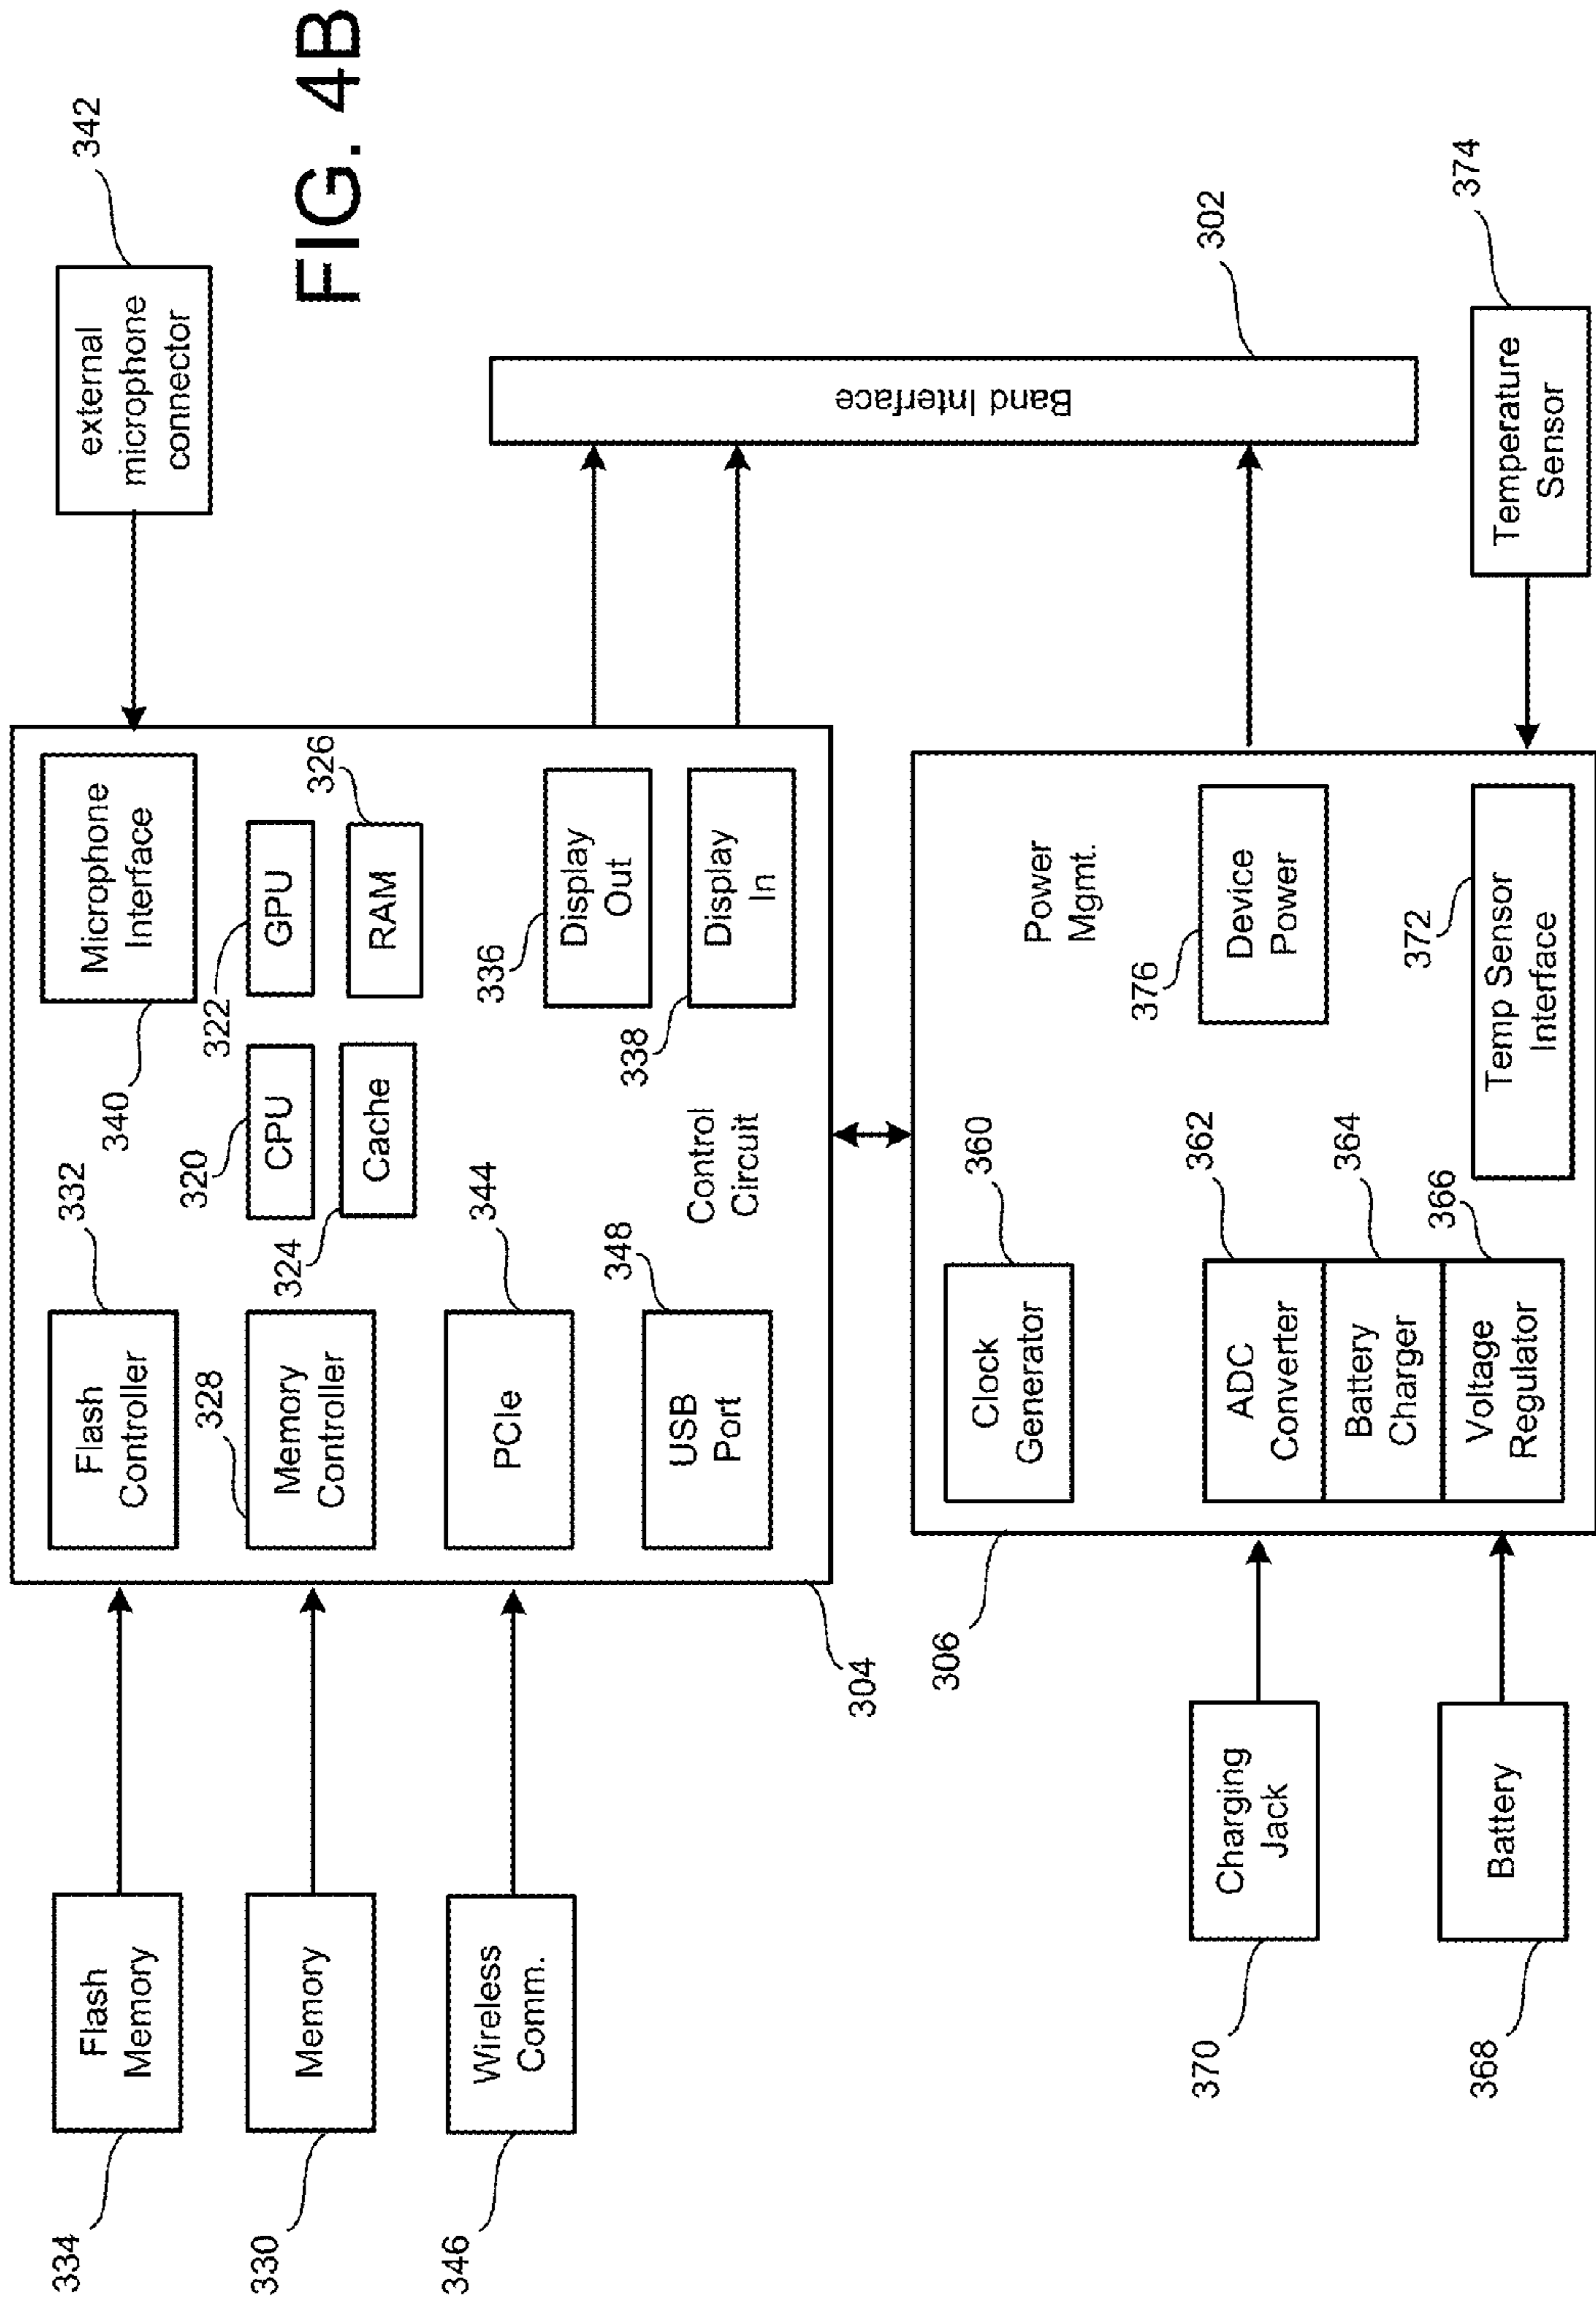 FIG. 4B
334
Flash
Memory
330
Memory
346
Wireless
Comm.
304
Flash
Controller
332
328
Memory
Controller
PCIe
344
USB
Port
348
Control
Circuit
320
CPU
324
Cache
322
GPU
RAM
326
340
Microphone
Interface
336
Display
Out
338
Display
In
external
microphone
connector
342
Band Interface
302
306
Clock
Generator
360
ADC
Converter
362
Battery
Charger
364
Voltage
Regulator
366
Power
Mgmt.
376
Device
Power
372
Temp Sensor
Interface
Temperature
Sensor
374
370
Charging
Jack
368
Battery